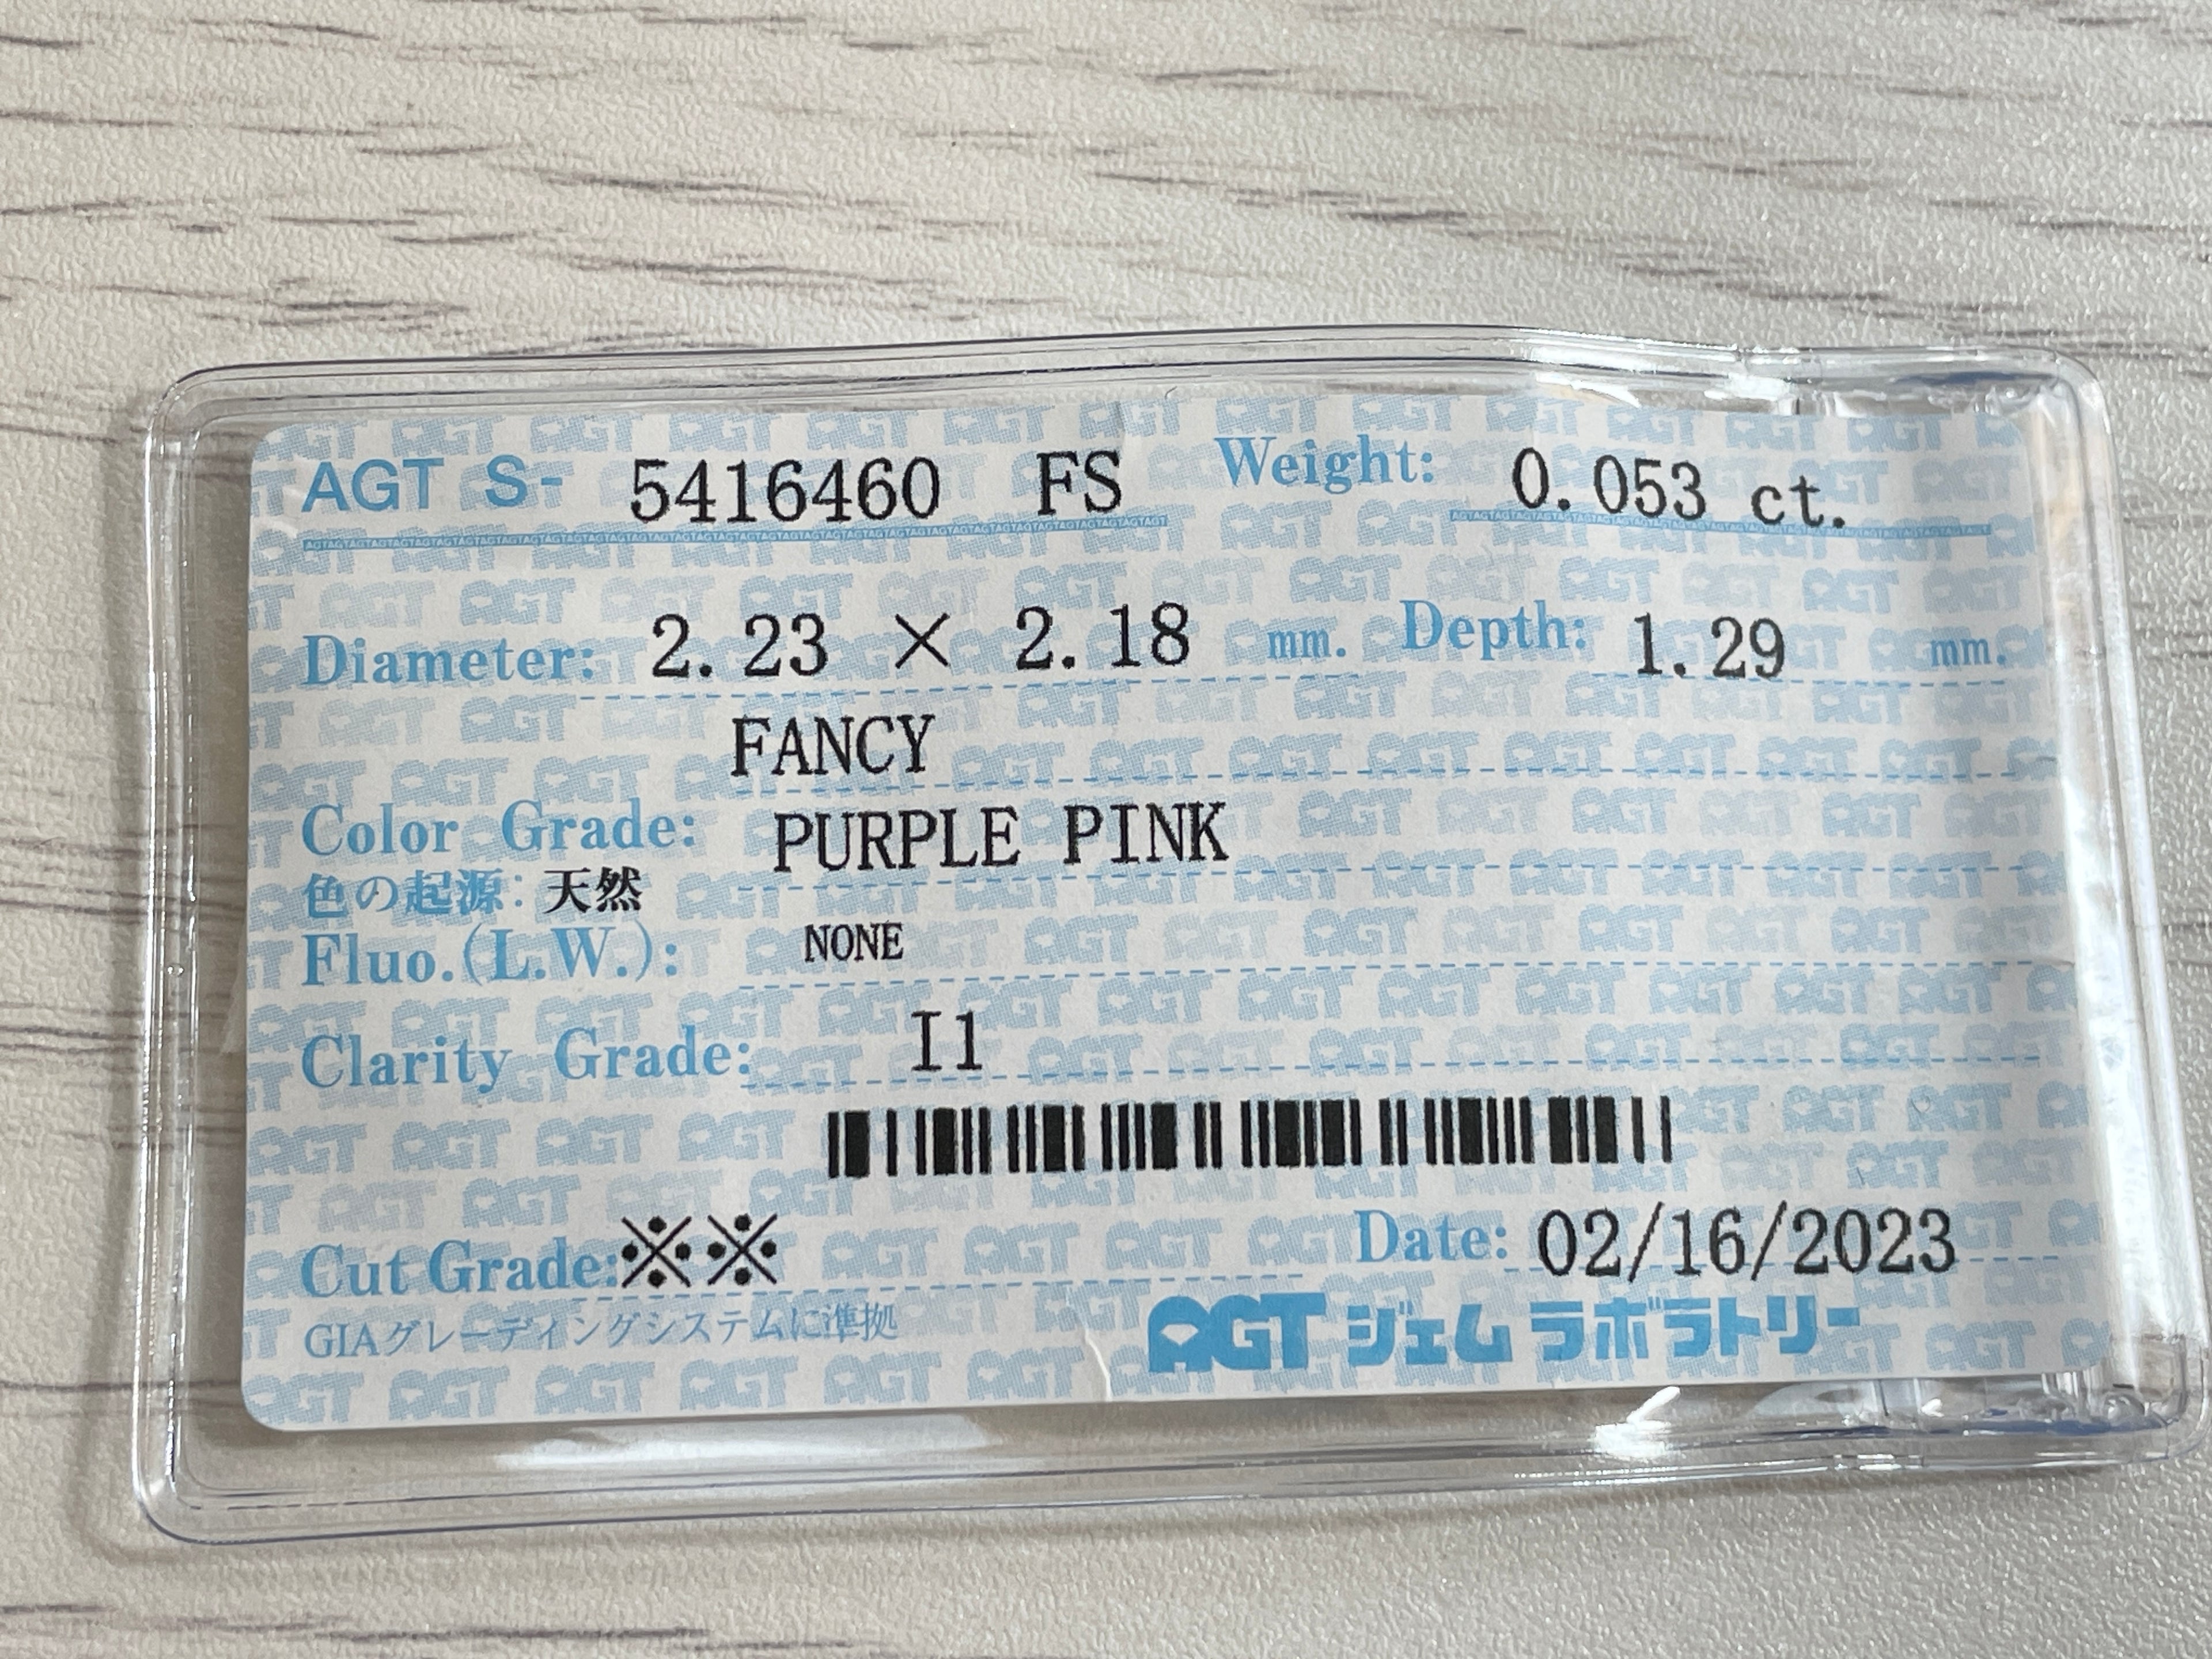 AGT S- 5416460 FS Weight: 0.053 ct.
Diameter: 2.23 × 2.18 mm. Depth: 1.29 mm.
FANCY
Color Grade: PURPLE PINK
色の起源: 天然
Fluo.(L.W.): NONE
Clarity Grade: I1
Cut Grade:※※ Date: 02/16/2023
GIAグレーディングシステムに準拠 AGT ジェムラボラトリー